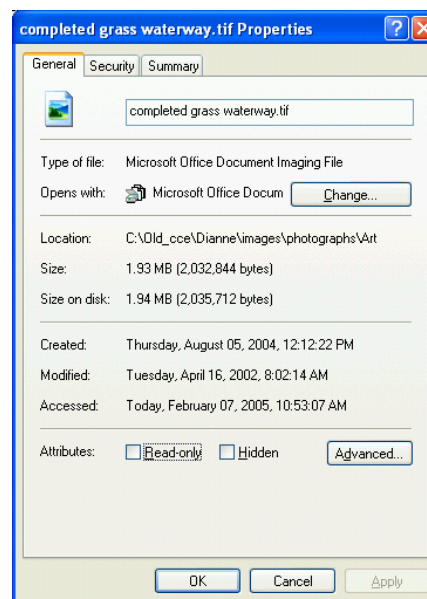 completed grass waterway.tif Properties
General Security Summary
completed grass waterway.tif
Type of file: Microsoft Office Document Imaging File
Opens with: Microsoft Office Docum Change...
Location: C:\Old_cce\Dianne\images\photographs\Art
Size: 1.93 MB (2,032,844 bytes)
Size on disk: 1.94 MB (2,035,712 bytes)
Created: Thursday, August 05, 2004, 12:12:22 PM
Modified: Tuesday, April 16, 2002, 8:02:14 AM
Accessed: Today, February 07, 2005, 10:53:07 AM
Attributes: Read-only Hidden Advanced...
OK Cancel Apply